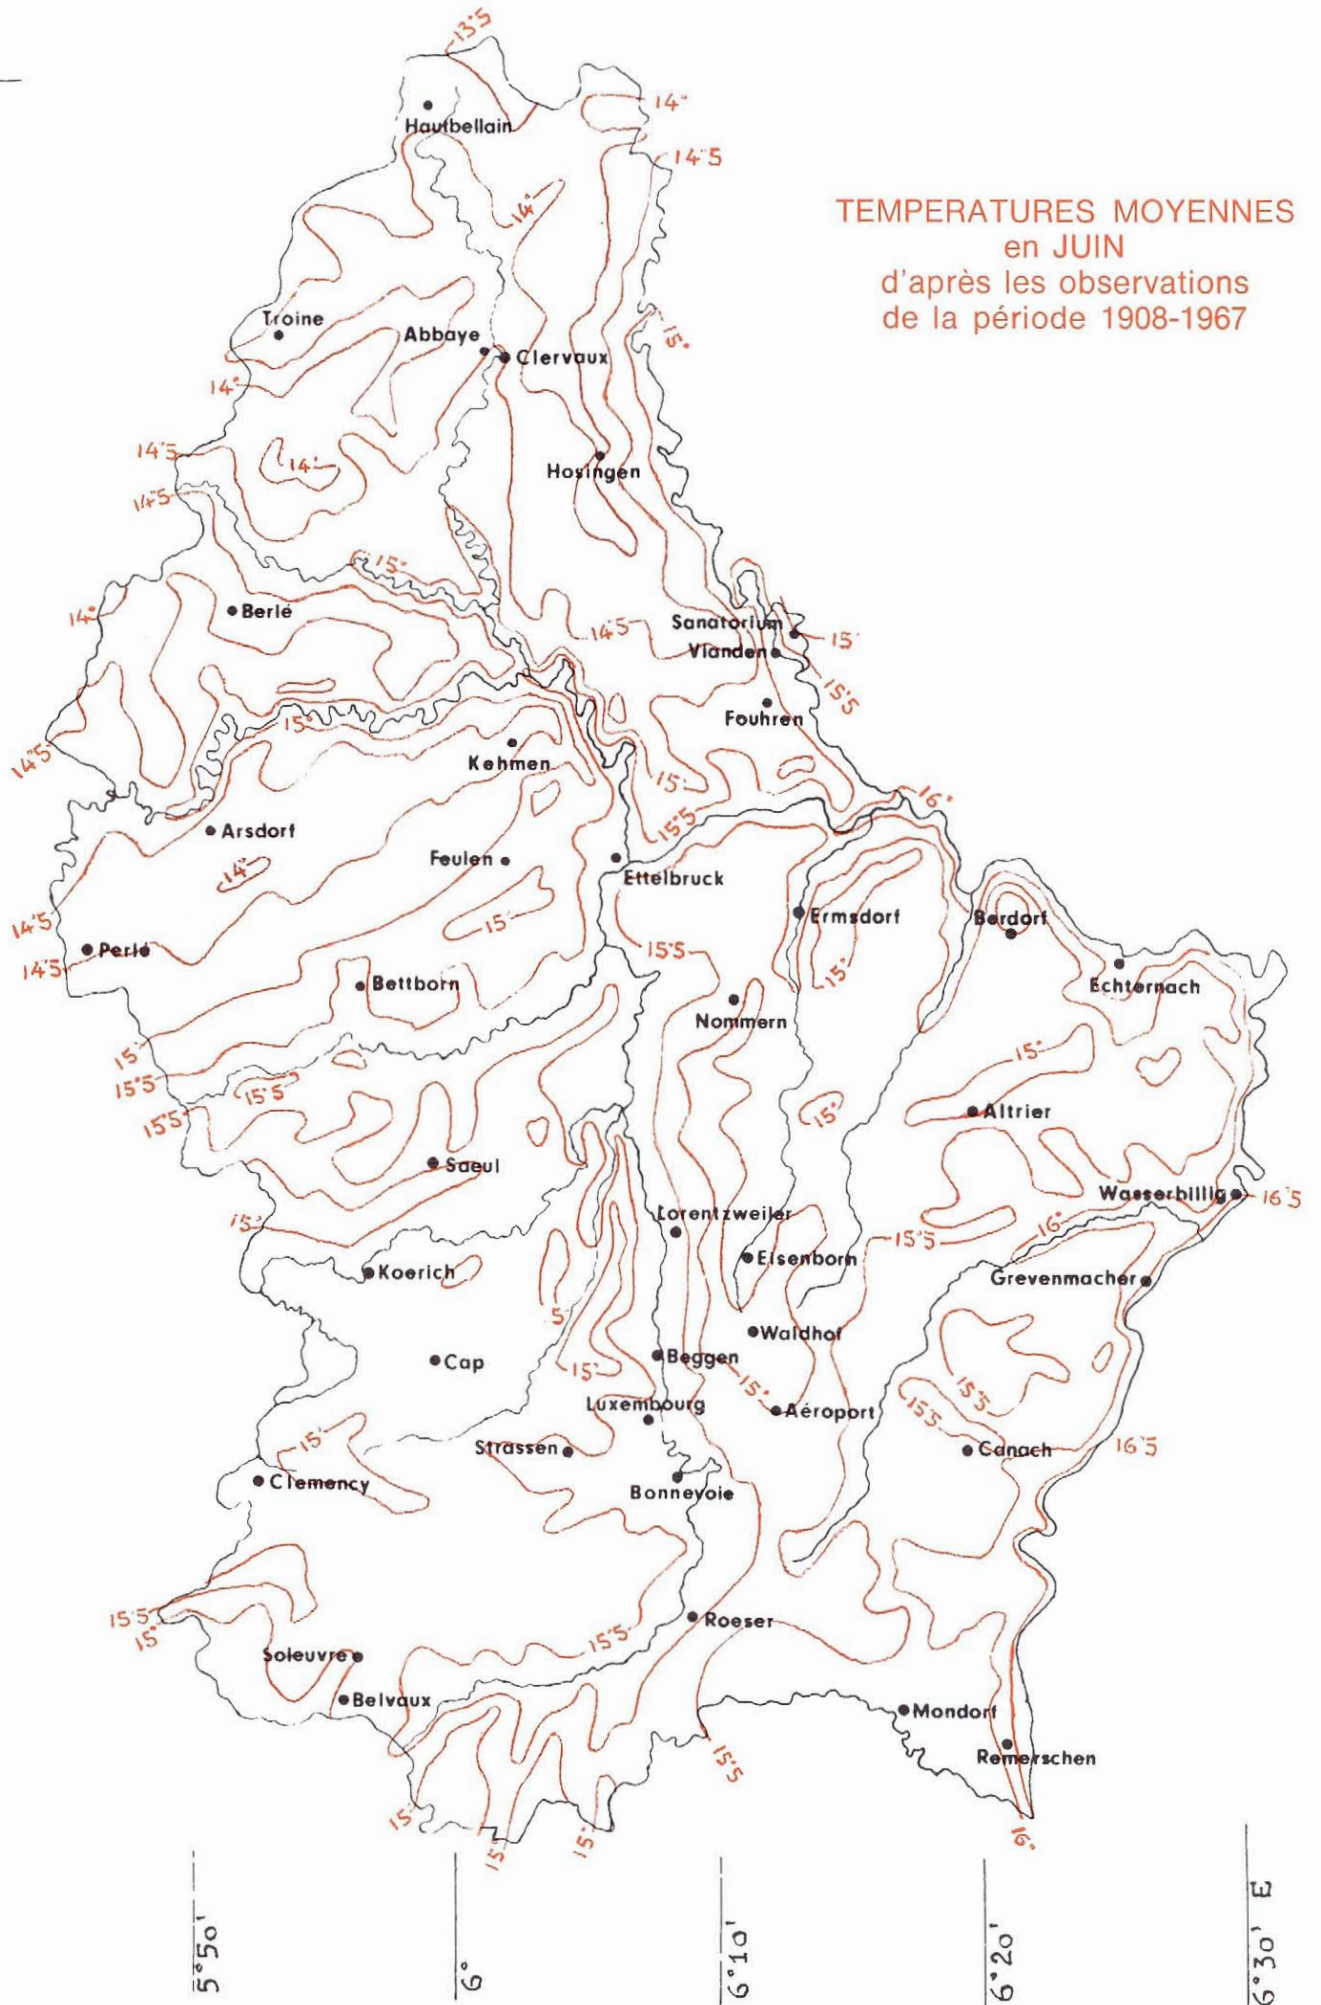 13°5
14°
Hautbellain
14°5
14°
TEMPERATURES MOYENNES
en JUIN
d'après les observations
de la période 1908-1967
Troine
Abbaye
Clervaux
15°
14°
14°5
14°
Hosingen
14°5
15°
14°
Berlé
Sanatorium
14°5
15°
Vianden
15°5
Fouhren
14°5
15°
Kehmen
15°
16°
15°5
Arsdorf
14°
Feulen
Ettelbruck
14°5
Ermsdorf
Berdorf
15°
Perlé
15°5
14°5
15°
Bettborn
Echternach
Nommern
15°
15°
15°5
15°5
15°
15°5
Altrier
Saeul
Wasserbillig
16°5
15°
Lorentzweiler
16°
15°5
Eisenborn
Koerich
Grevenmacher
5
Waldhof
Cap
Beggen
15°
15°
15°5
15°5
Luxembourg
Aéroport
15°
Strassen
Canach
16°5
Clemency
Bonnevoie
15°5
15°
Roeser
15°5
Soleuvre
Belvaux
Mondorf
Remerschen
15°5
15°
15°
15°
16°
5°50'
6°
6°10'
6°20'
6°30' E